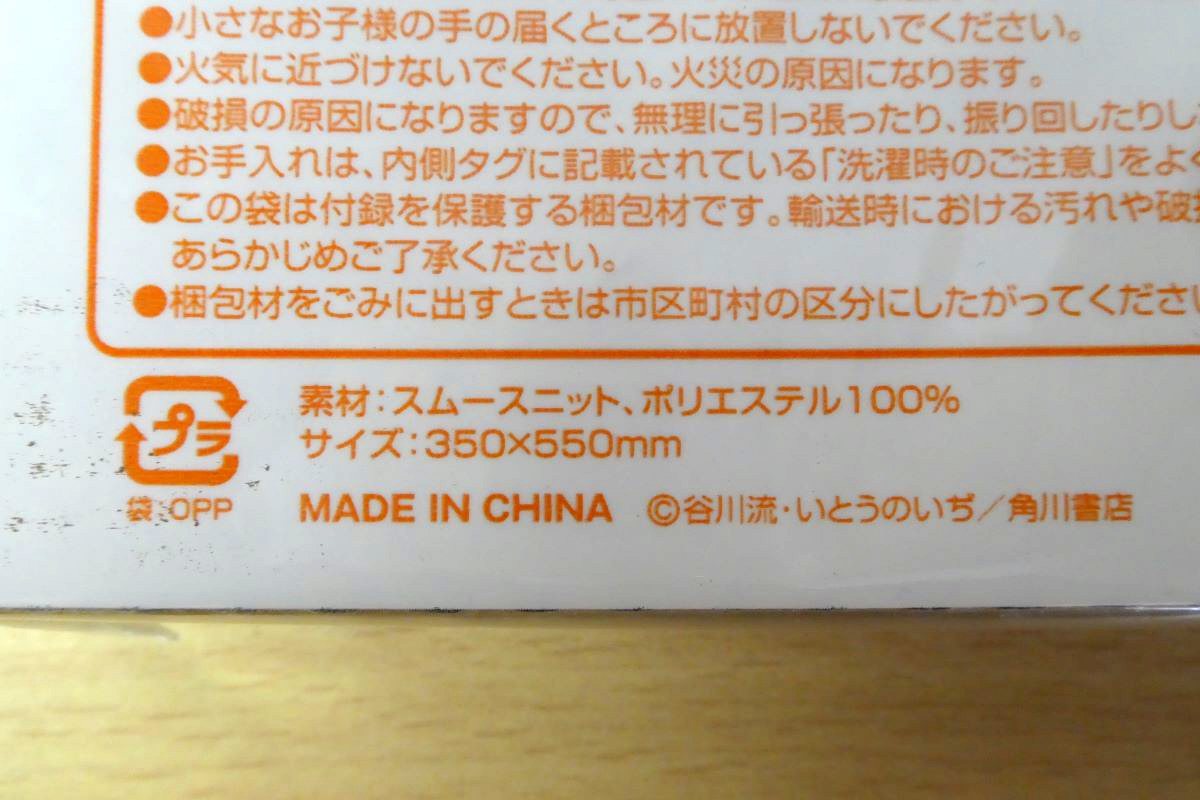 ●小さなお子様の手の届くところに放置しないでください。
●火気に近づけないでください。火災の原因になります。
●破損の原因になりますので、無理に引っ張ったり、振り回したりし
●お手入れは、内側タグに記載されている「洗濯時のご注意」をよく
●この袋は付録を保護する梱包材です。輸送時における汚れや破
あらかじめご了承ください。
●梱包材をごみに出すときは市区町村の区分にしたがってくださ
プラ
袋:OPP
素材:スムースニット、ポリエステル100%
サイズ:350×550mm
MADE IN CHINA ©谷川流・いとうのいぢ/角川書店